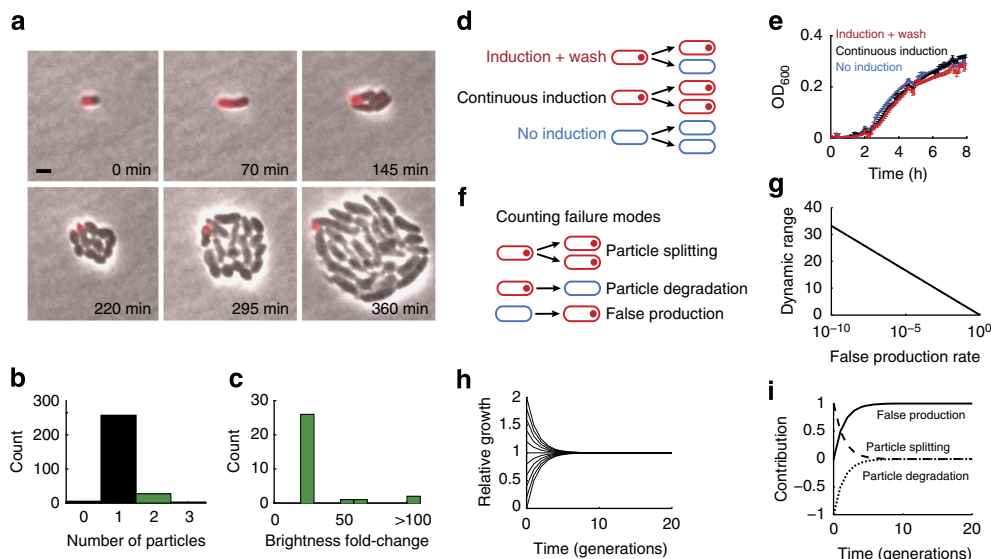 a
0 min
70 min
145 min
220 min
295 min
360 min
b
Count
300
200
100
0
0 1 2 3
Number of particles
c
Count
30
20
10
0
0 50 >100
Brightness fold-change
d
Induction + wash
Continuous induction
No induction
e
Induction + wash
Continuous induction
No induction
OD600
0.4
0.2
0
0 2 4 6 8
Time (h)
f
Counting failure modes
Particle splitting
Particle degradation
False production
g
Dynamic range
40
30
20
10
0
10−10 10−5 100
False production rate
h
Relative growth
2
1.5
1
0.5
0
0 10 20
Time (generations)
i
Contribution
1
0.5
0
−0.5
−1
False production
Particle splitting
Particle degradation
0 10 20
Time (generations)